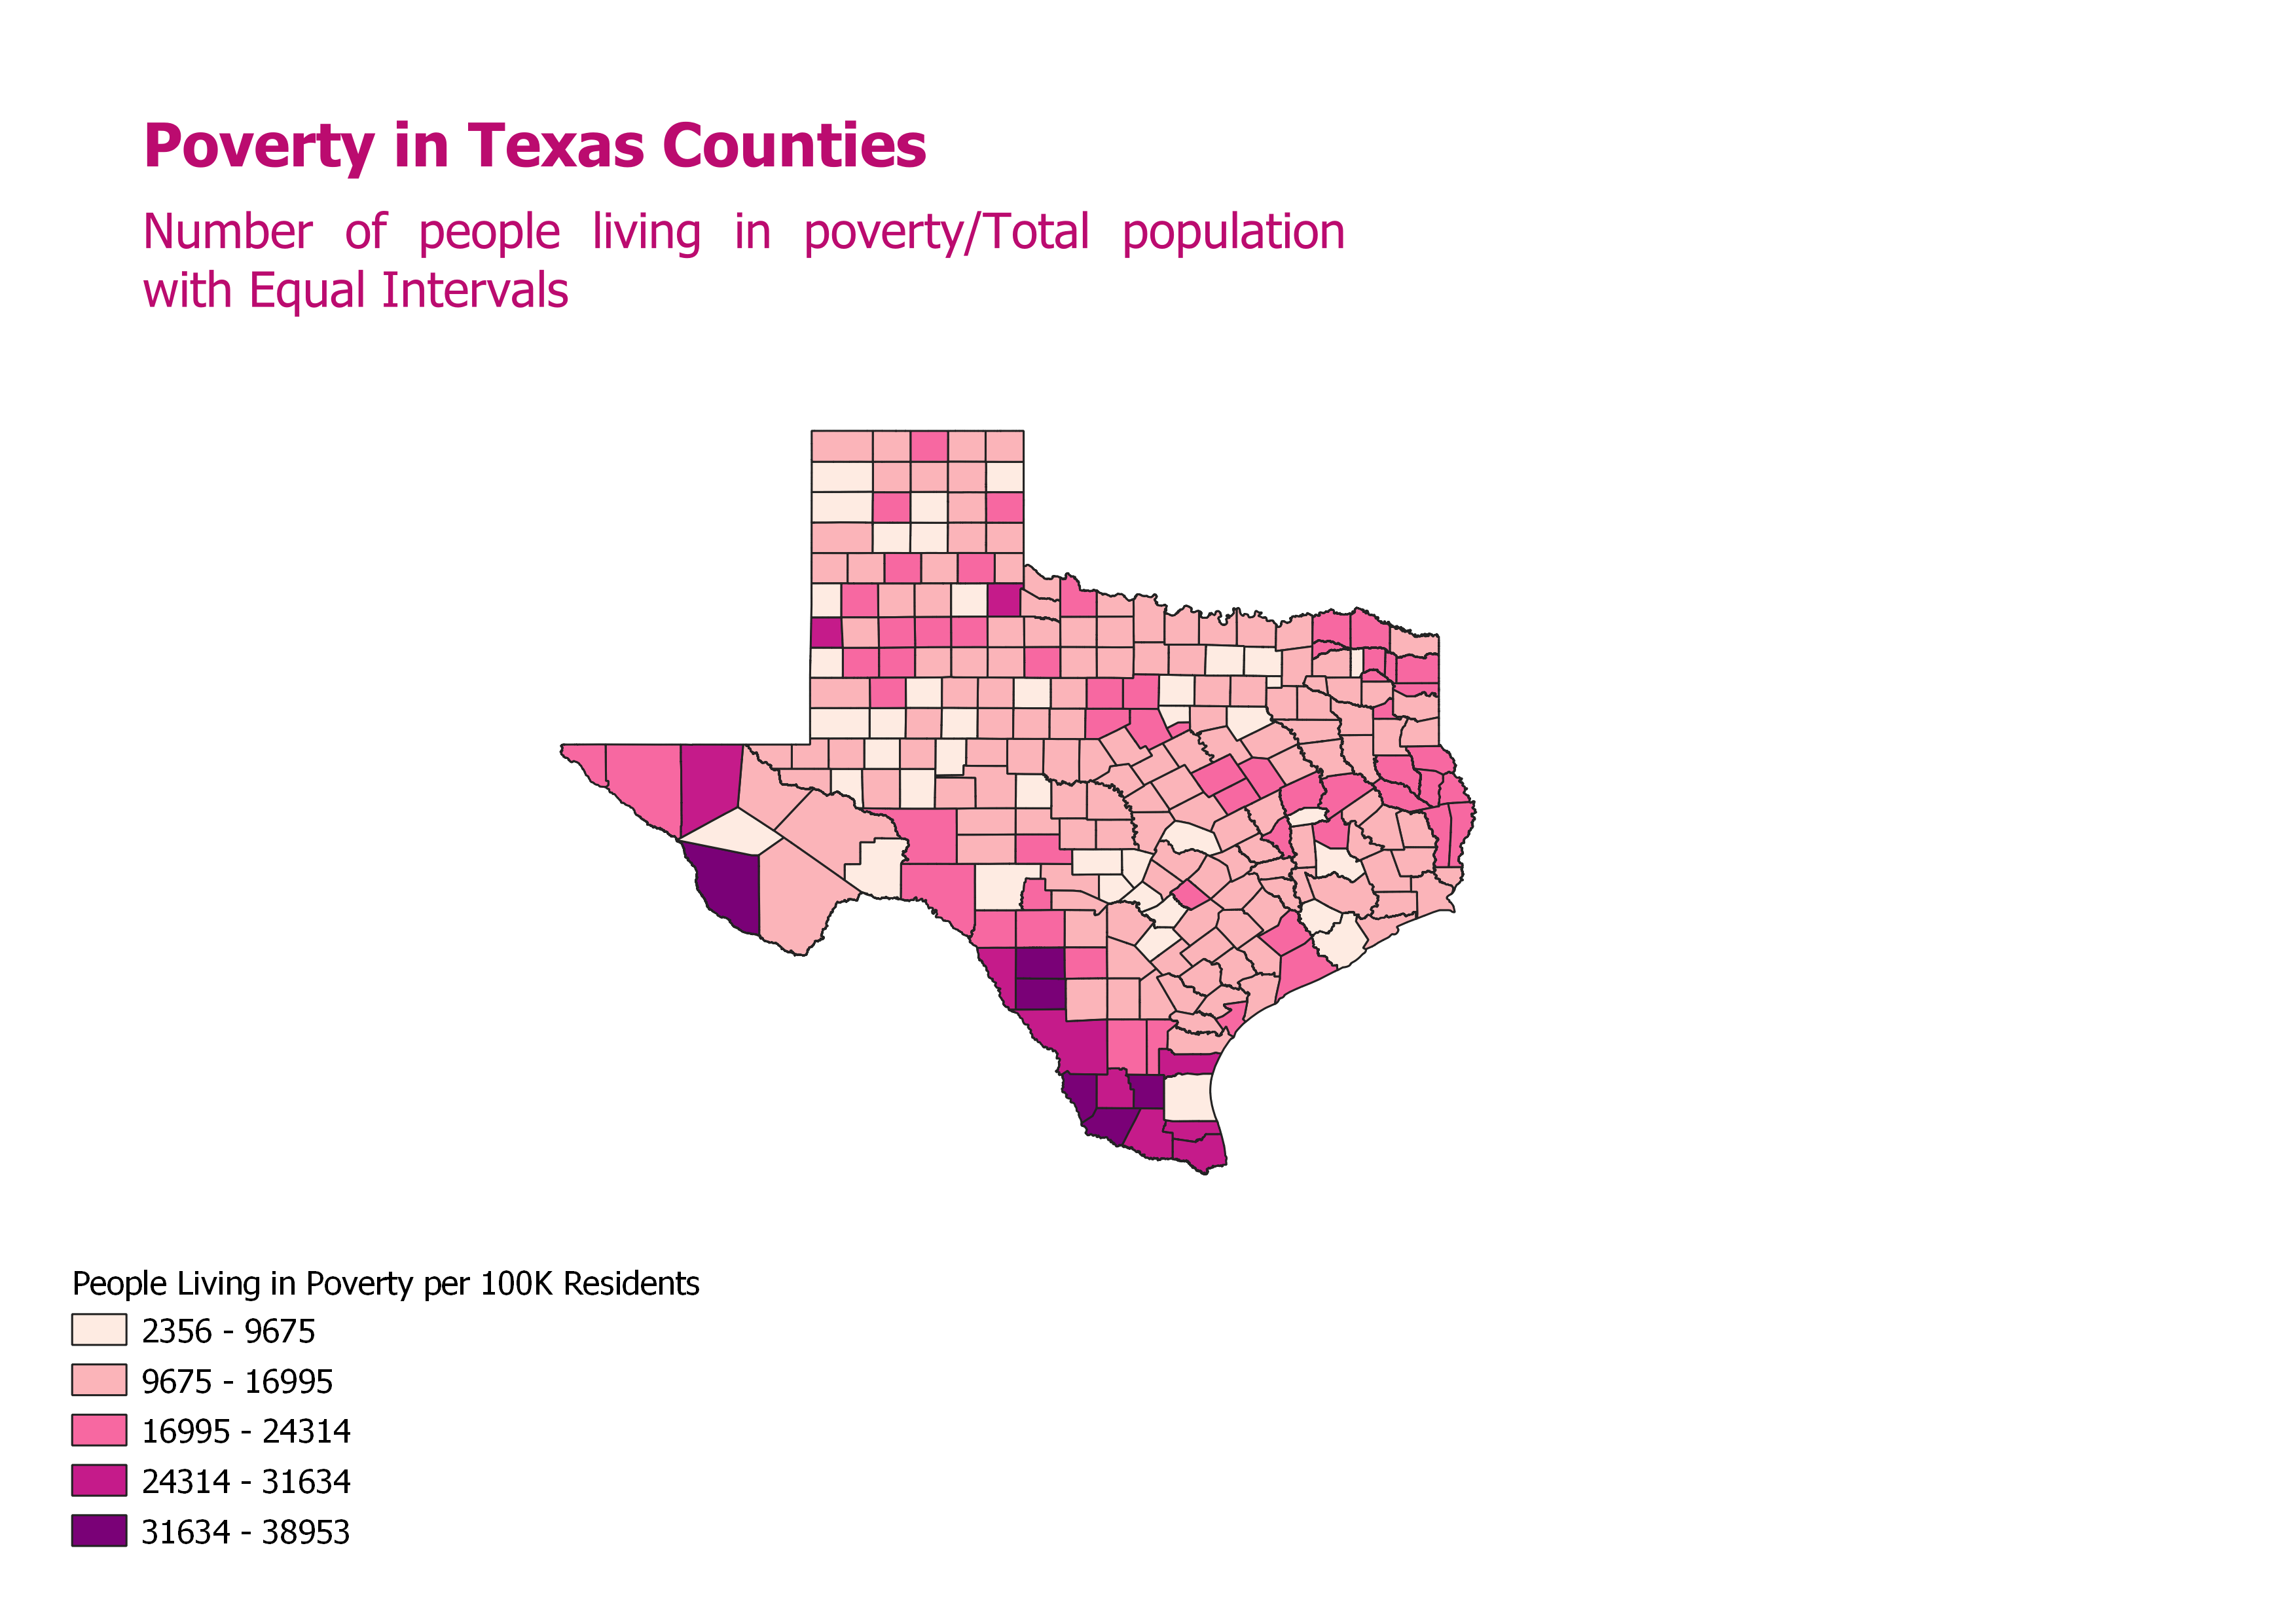 Poverty in Texas Counties
Number of people living in poverty/Total population
with Equal Intervals
People Living in Poverty per 100K Residents
2356 - 9675
9675 - 16995
16995 - 24314
24314 - 31634
31634 - 38953